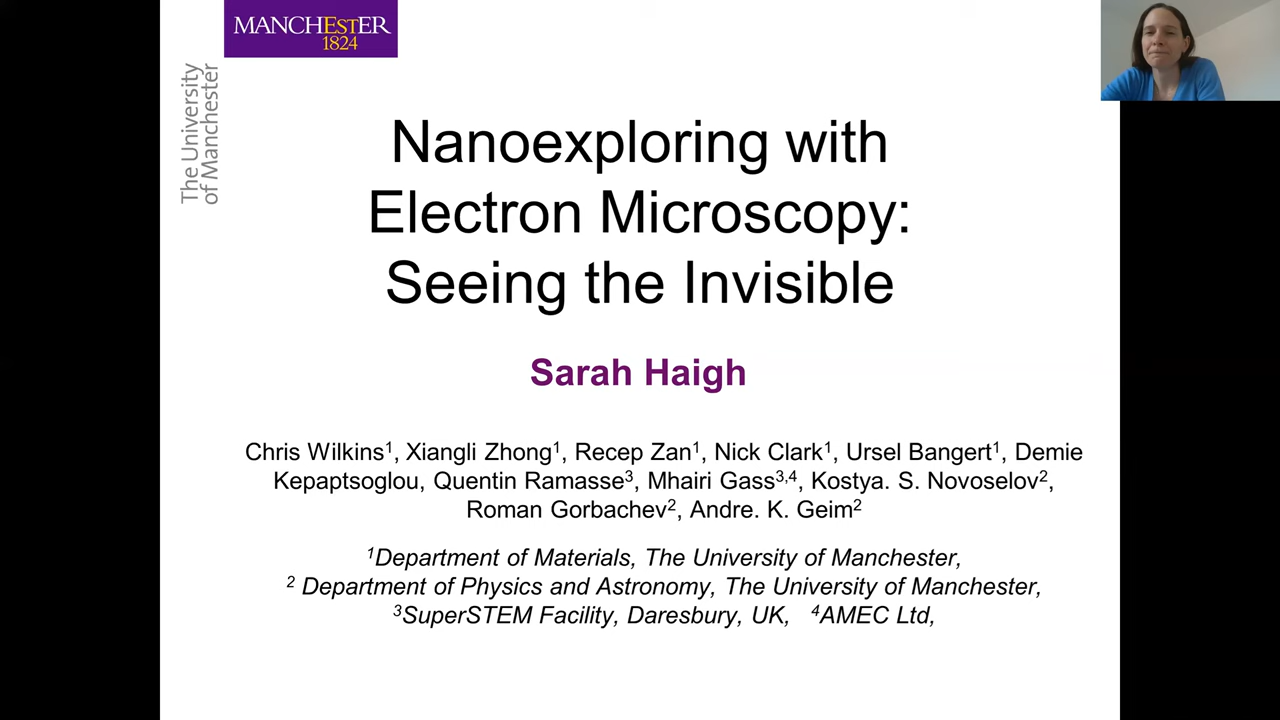 MANCHESTER
1824
The University
of Manchester
Nanoexploring with
Electron Microscopy:
Seeing the Invisible
Sarah Haigh
Chris Wilkins¹, Xiangli Zhong¹, Recep Zan¹, Nick Clark¹, Ursel Bangert¹, Demie
Kepaptsoglou, Quentin Ramasse³, Mhairi Gass³,⁴, Kostya. S. Novoselov²,
Roman Gorbachev², Andre. K. Geim²
¹Department of Materials, The University of Manchester,
² Department of Physics and Astronomy, The University of Manchester,
³SuperSTEM Facility, Daresbury, UK, ⁴AMEC Ltd,